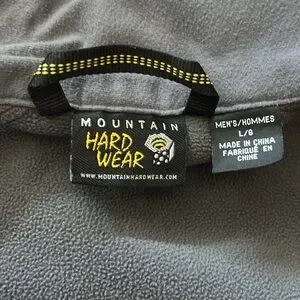 MOUNTAIN
HARD
WEAR
WWW.MOUNTAINHARDWEAR.COM
MEN'S/HOMMES
L/G
MADE IN CHINA
FABRIQUÉ EN
CHINE